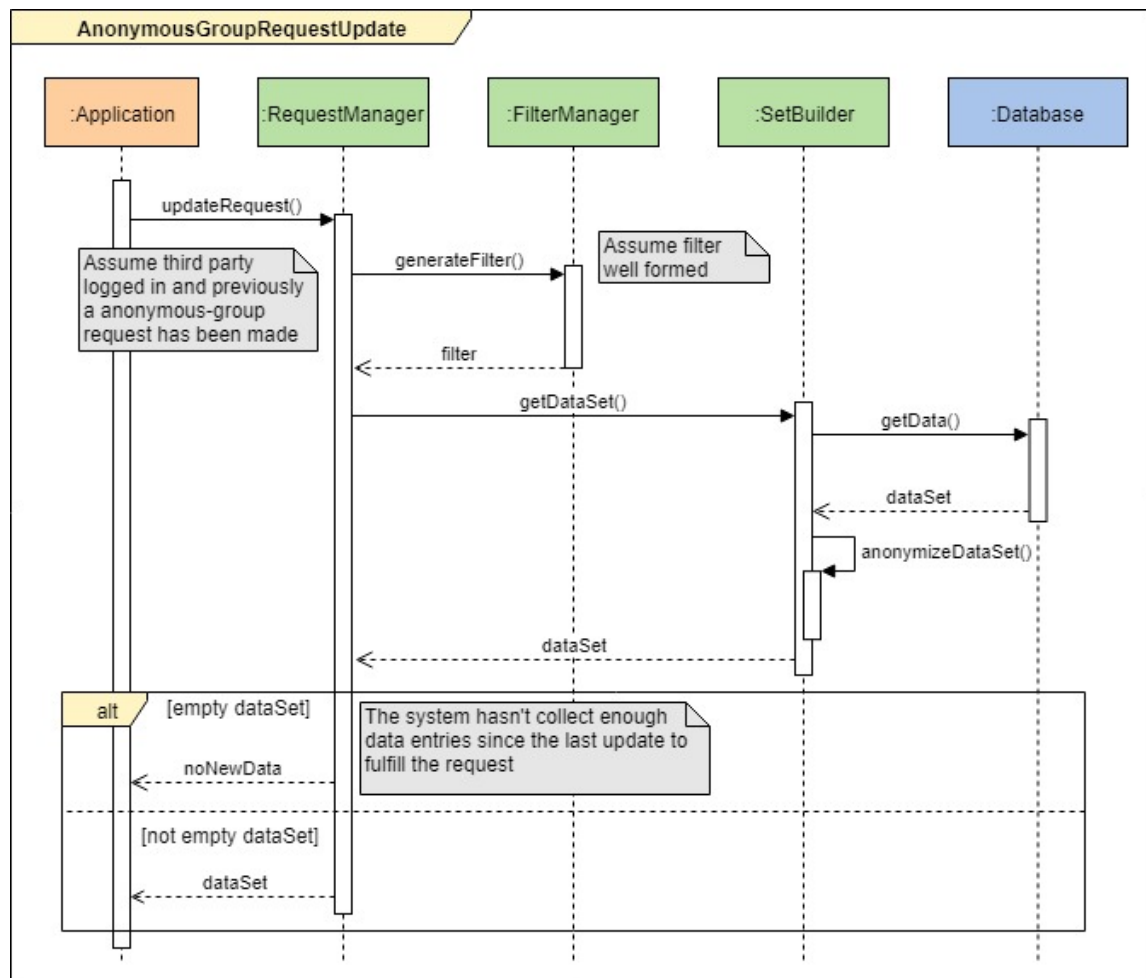 AnonymousGroupRequestUpdate
:Application
:RequestManager
:FilterManager
:SetBuilder
:Database
updateRequest()
Assume third party
logged in and previously
a anonymous-group
request has been made
generateFilter()
Assume filter
well formed
filter
getDataSet()
getData()
dataSet
anonymizeDataSet()
dataSet
alt
[empty dataSet]
The system hasn't collect enough
data entries since the last update to
fulfill the request
noNewData
[not empty dataSet]
dataSet